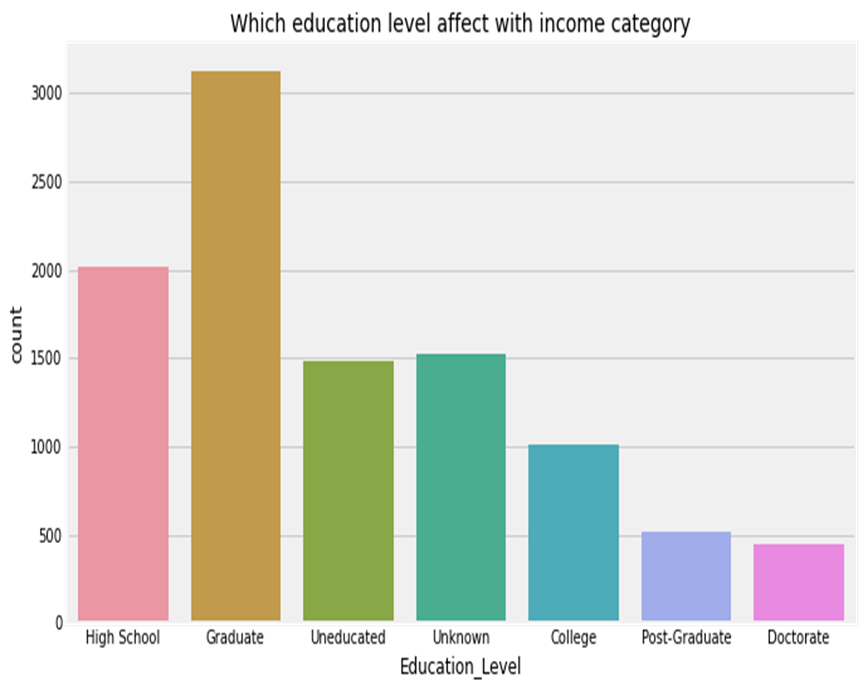 Which education level affect with income category
3000
2500
2000
1500
1000
500
0
count
High School Graduate Uneducated Unknown College Post-Graduate Doctorate
Education_Level